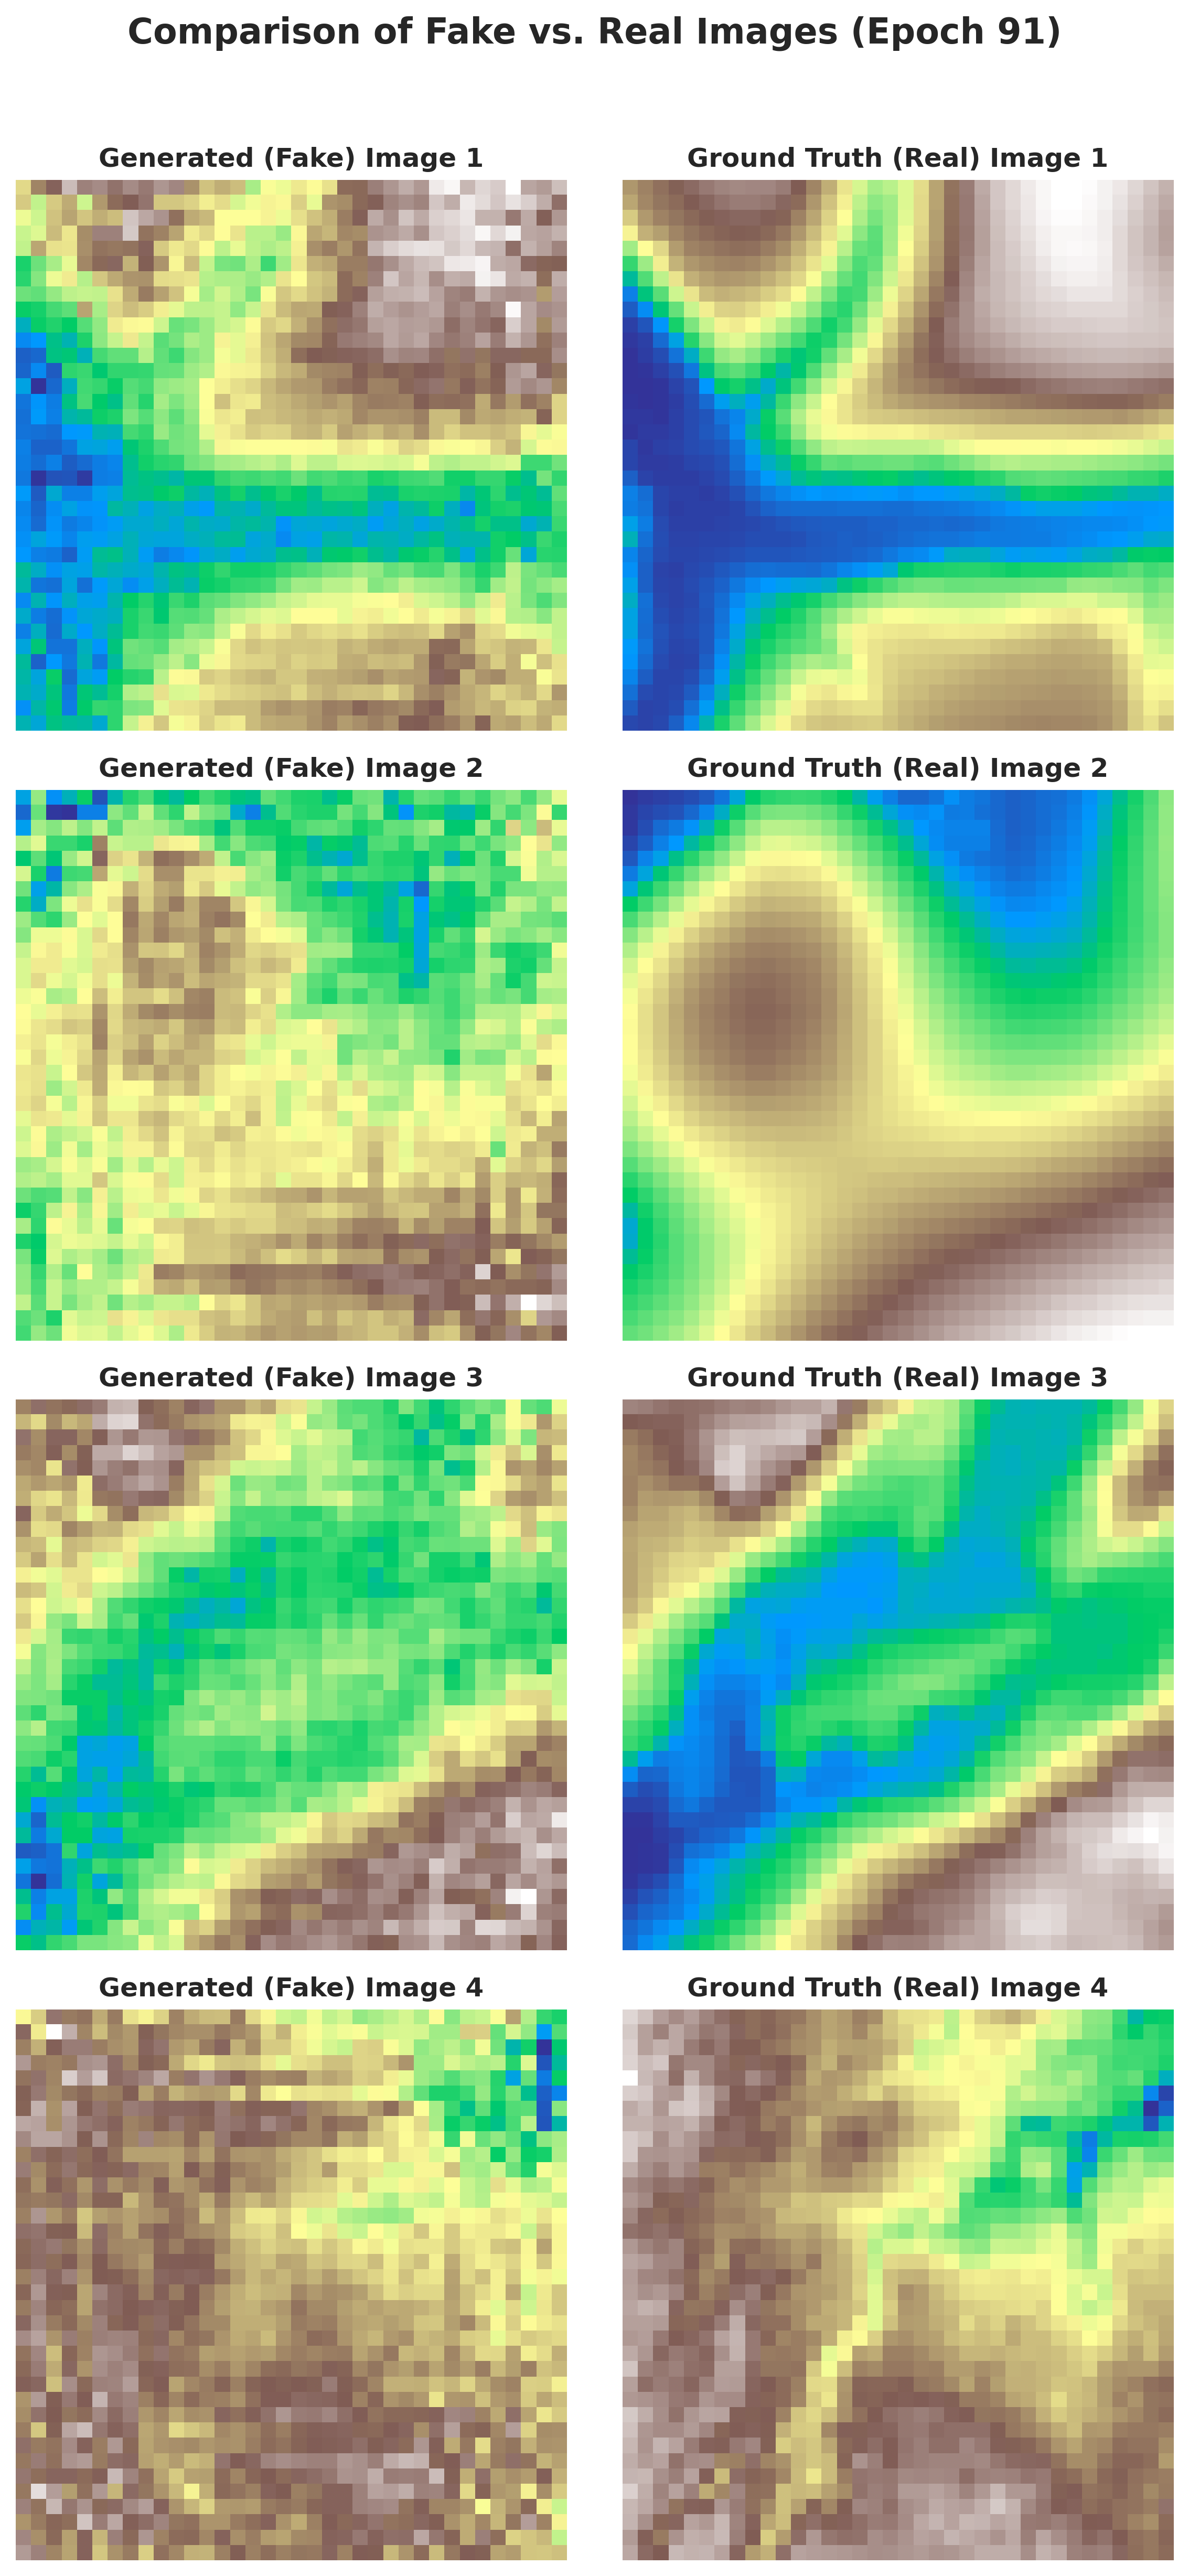 Comparison of Fake vs. Real Images (Epoch 91)
Generated (Fake) Image 1
Ground Truth (Real) Image 1
Generated (Fake) Image 2
Ground Truth (Real) Image 2
Generated (Fake) Image 3
Ground Truth (Real) Image 3
Generated (Fake) Image 4
Ground Truth (Real) Image 4